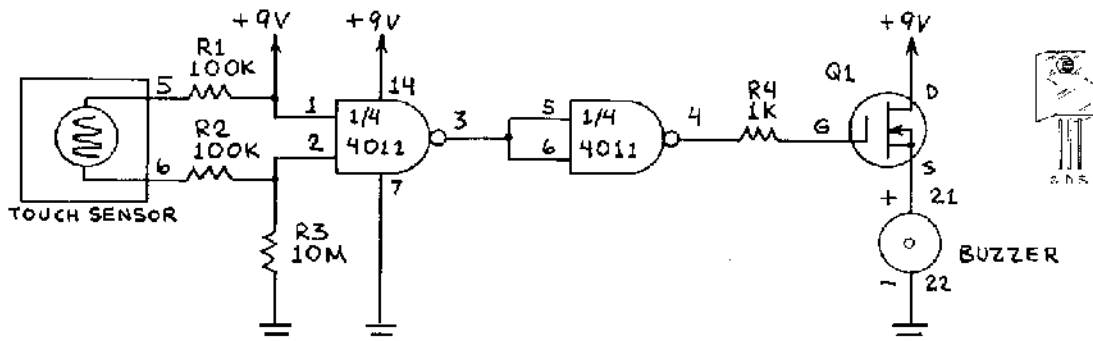 +9V
+9V
+9V
R1
100K
5
14
Q1
D
1
1/4
4011
3
5
1/4
4011
4
R4
1K
G
R2
100K
2
6
6
7
S
TOUCH SENSOR
+
21
R3
10M
BUZZER
-
22